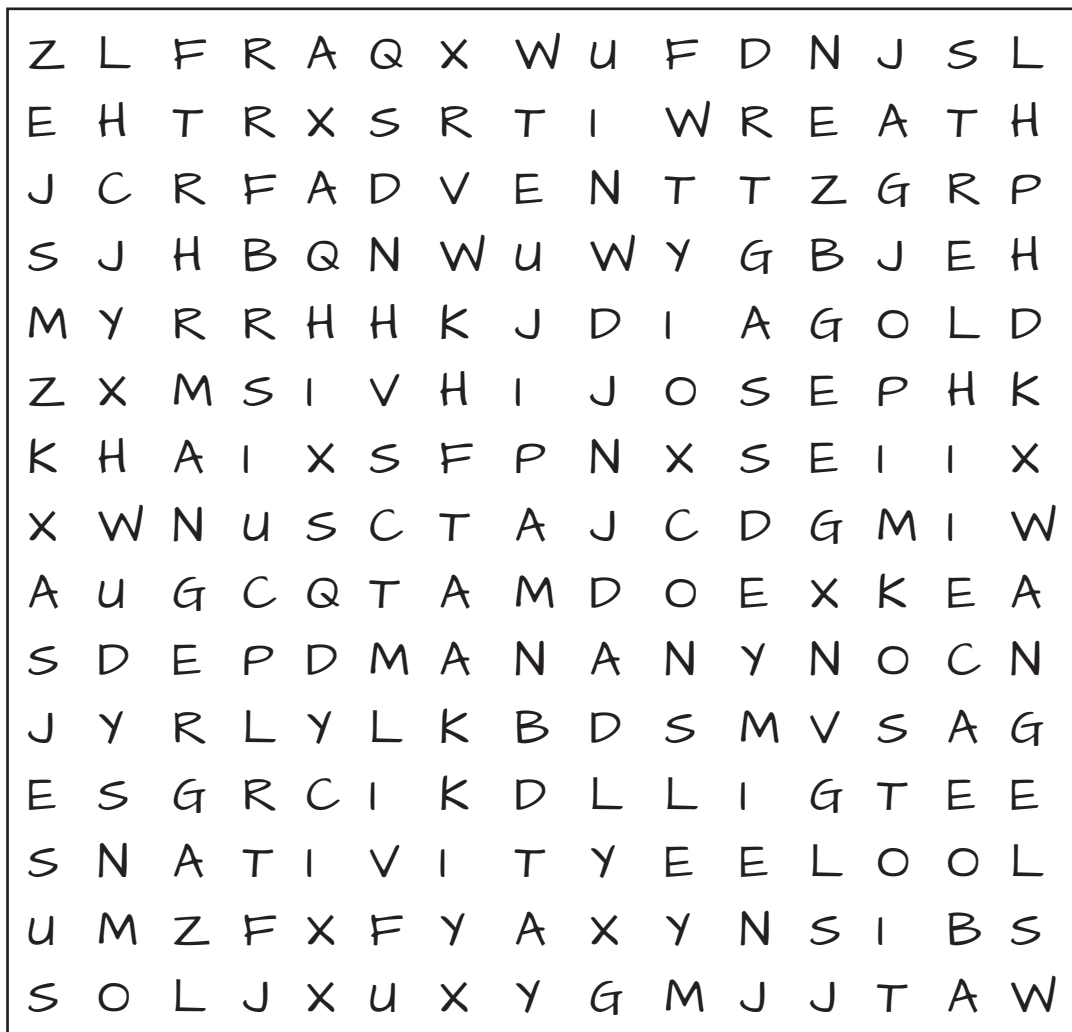 Z L F R A Q X W U F D N J S L
E H T R X S R T I W R E A T H
J C R F A D V E N T T Z G R P
S J H B Q N W U W Y G B J E H
M Y R R H H K J D I A G O L D
Z X M S I V H I J O S E P H K
K H A I X S F P N X S E I I X
X W N U S C T A J C D G M I W
A U G C Q T A M D O E X K E A
S D E P D M A N A N Y N O C N
J Y R L Y L K B D S M V S A G
E S G R C I K D L L I G T E E
S N A T I V I T Y E E L O O L
U M Z F X F Y A X Y N S I B S
S O L J X U X Y G M J J T A W